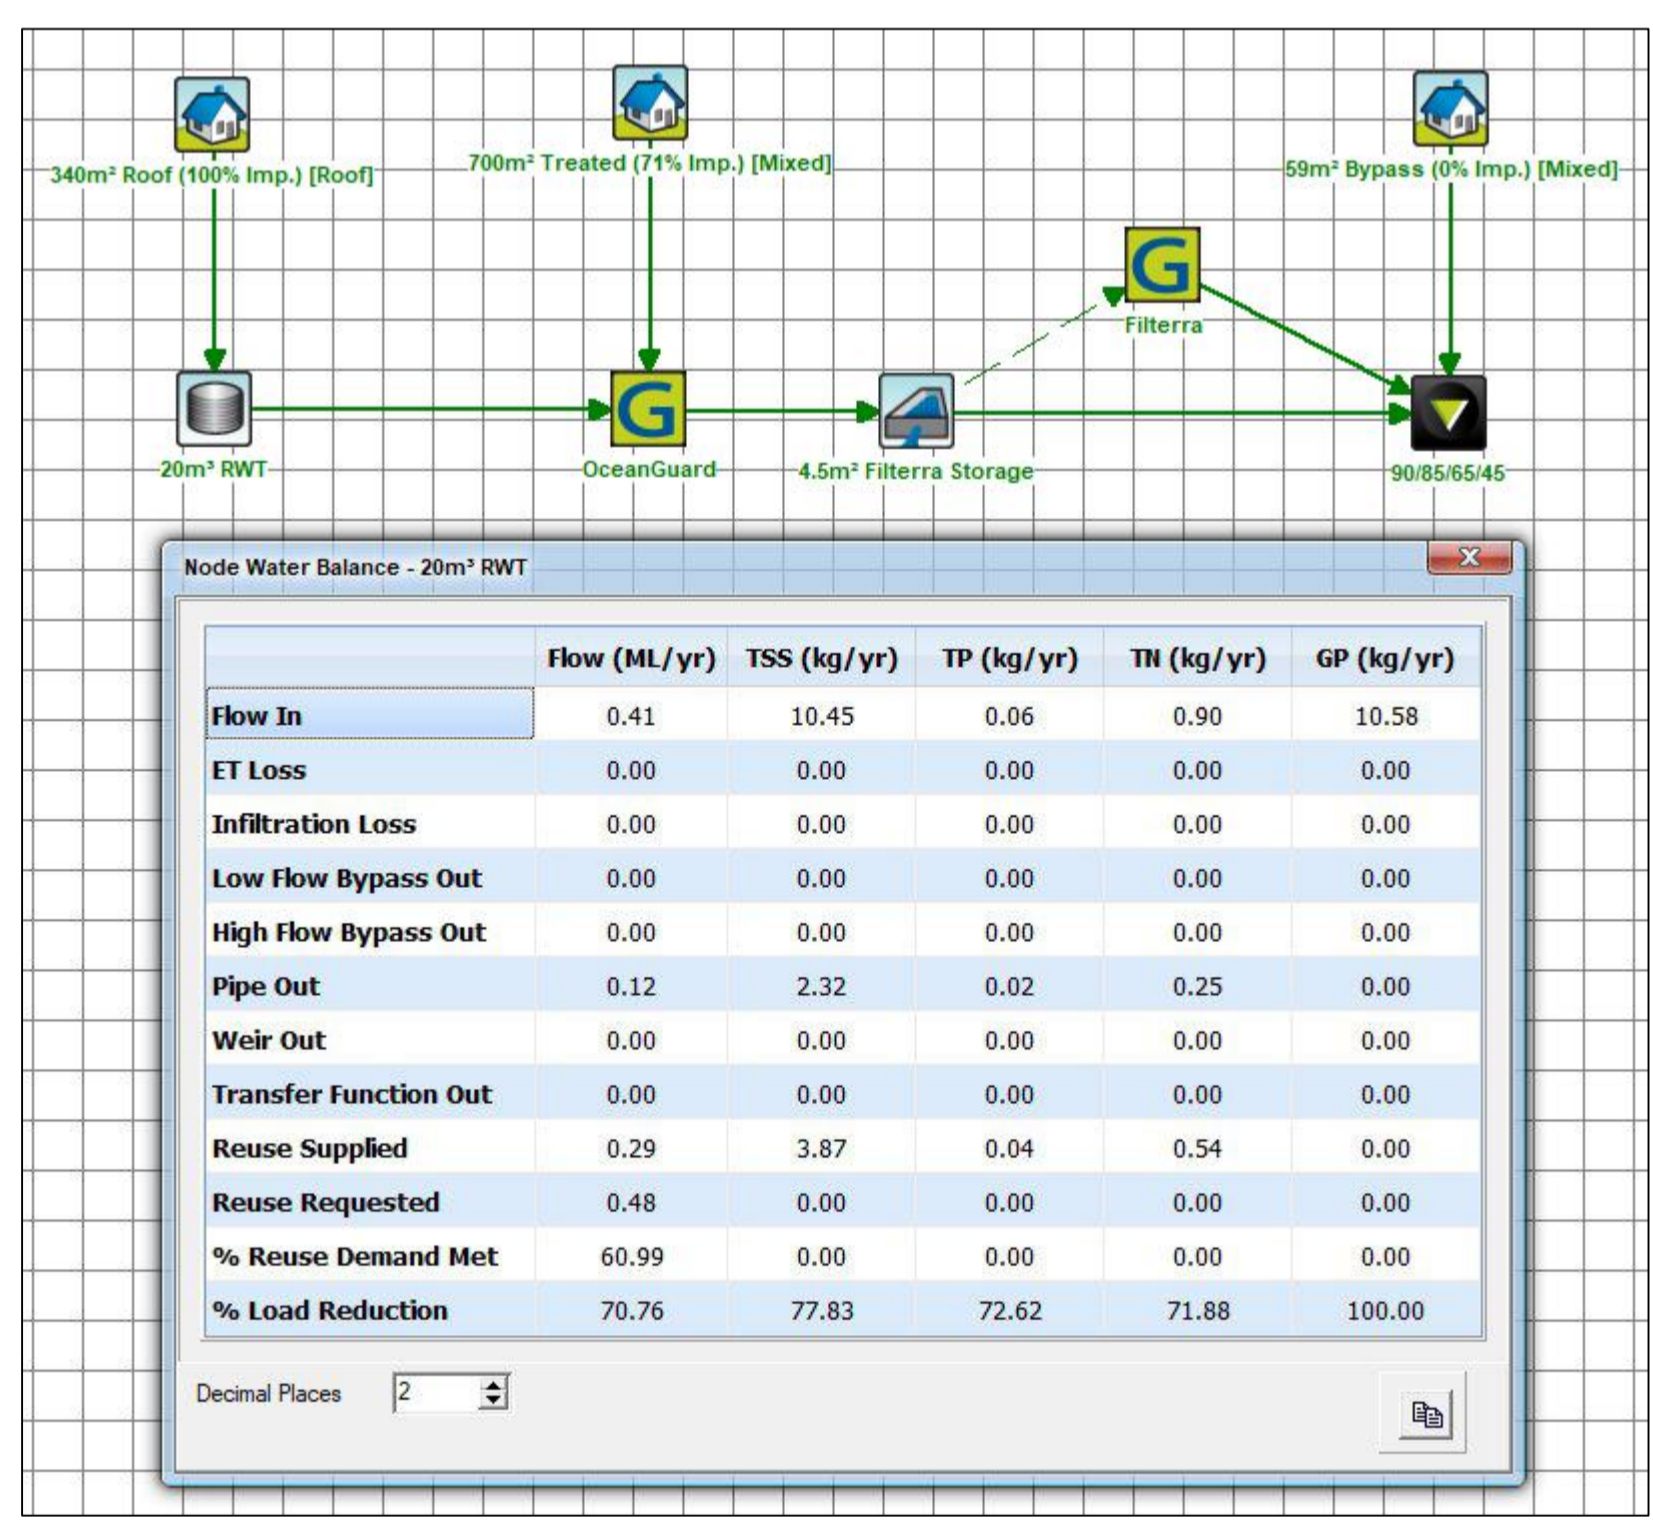 340m² Roof (100% Imp.) [Roof]
700m² Treated (71% Imp.) [Mixed]
59m² Bypass (0% Imp.) [Mixed]
G
Filterra
G
20m³ RWT
OceanGuard
4.5m² Filterra Storage
90/85/65/45
Node Water Balance - 20m³ RWT
Flow (ML/yr) TSS (kg/yr) TP (kg/yr) TN (kg/yr) GP (kg/yr)
Flow In 0.41 10.45 0.06 0.90 10.58
ET Loss 0.00 0.00 0.00 0.00 0.00
Infiltration Loss 0.00 0.00 0.00 0.00 0.00
Low Flow Bypass Out 0.00 0.00 0.00 0.00 0.00
High Flow Bypass Out 0.00 0.00 0.00 0.00 0.00
Pipe Out 0.12 2.32 0.02 0.25 0.00
Weir Out 0.00 0.00 0.00 0.00 0.00
Transfer Function Out 0.00 0.00 0.00 0.00 0.00
Reuse Supplied 0.29 3.87 0.04 0.54 0.00
Reuse Requested 0.48 0.00 0.00 0.00 0.00
% Reuse Demand Met 60.99 0.00 0.00 0.00 0.00
% Load Reduction 70.76 77.83 72.62 71.88 100.00
Decimal Places 2